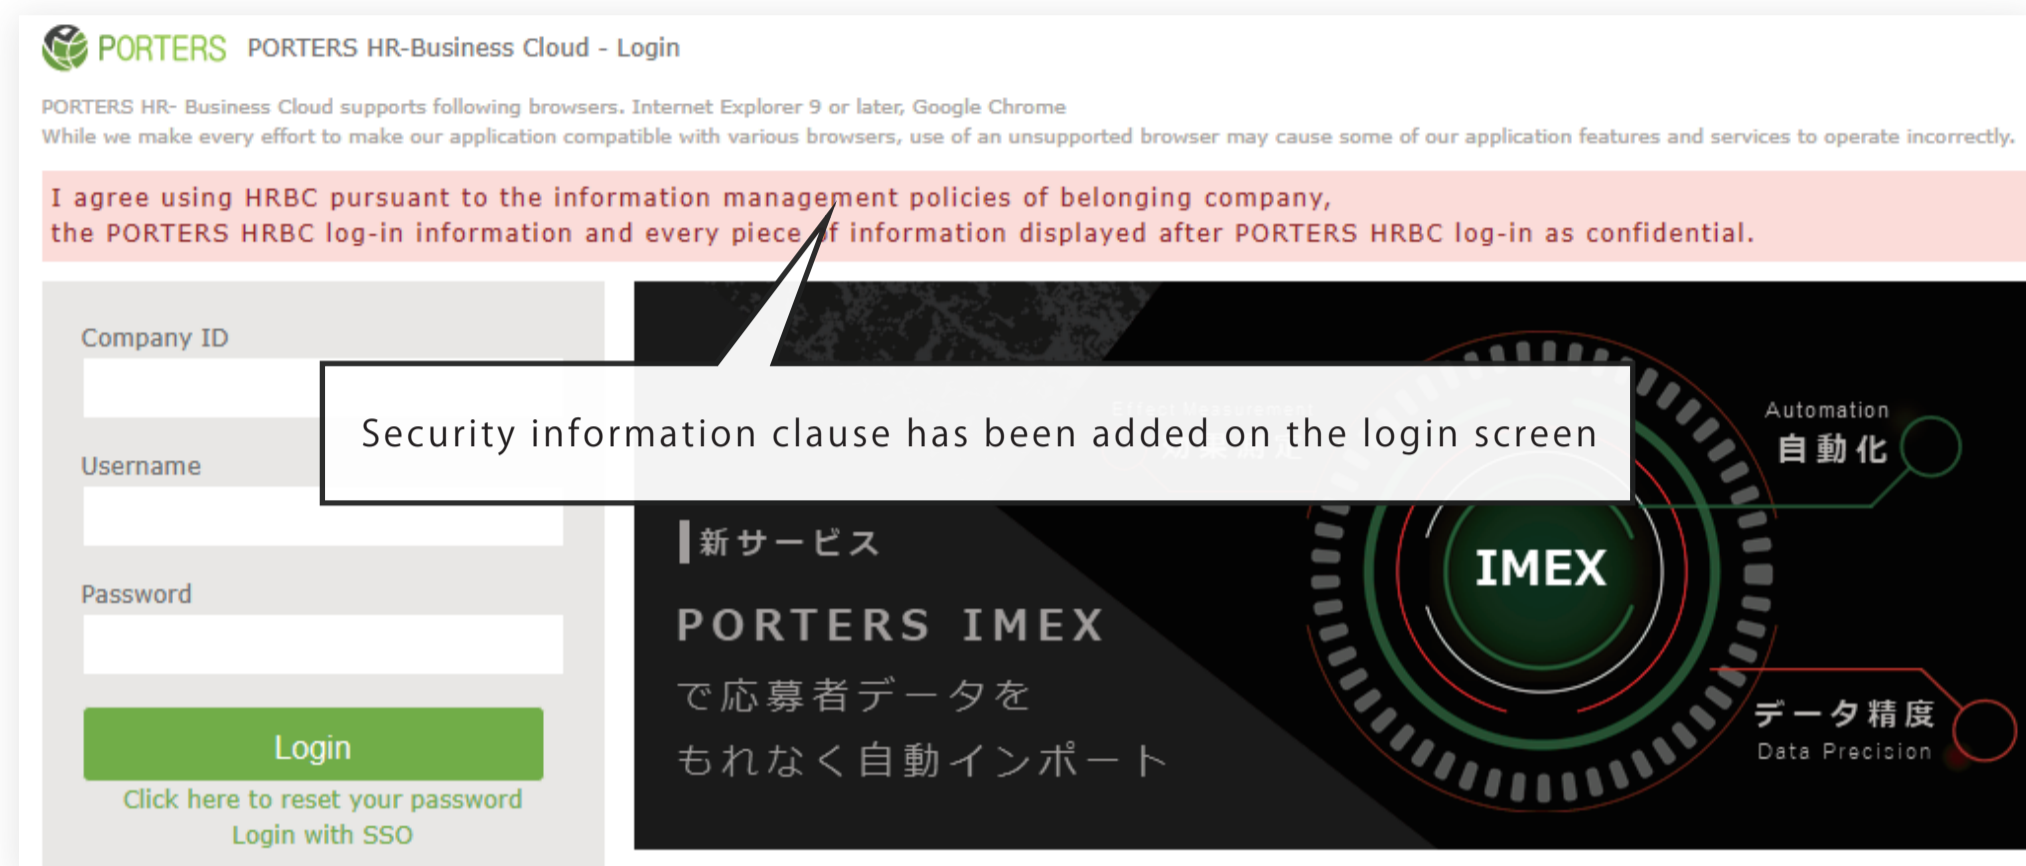 PORTERS PORTERS HR-Business Cloud - Login
PORTERS HR- Business Cloud supports following browsers. Internet Explorer 9 or later, Google Chrome
While we make every effort to make our application compatible with various browsers, use of an unsupported browser may cause some of our application features and services to operate incorrectly.
I agree using HRBC pursuant to the information management policies of belonging company,
the PORTERS HRBC log-in information and every piece of information displayed after PORTERS HRBC log-in as confidential.
Company ID
Security information clause has been added on the login screen
Username
Password
Login
Click here to reset your password
Login with SSO
Effect Measurement
効果測定
新サービス
PORTERS IMEX
で応募者データを
もれなく自動インポート
IMEX
Automation
自動化
データ精度
Data Precision